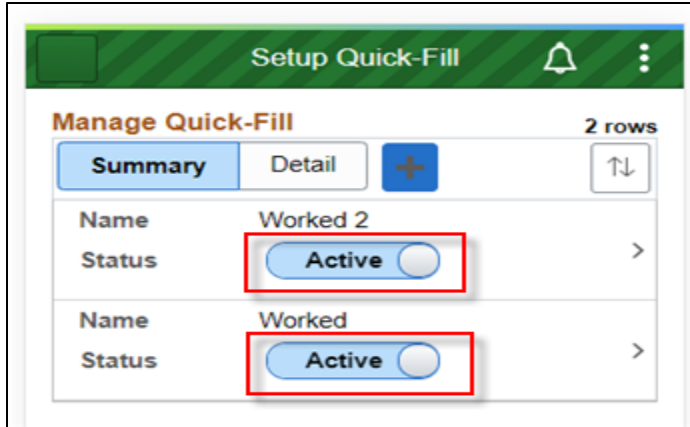 Setup Quick-Fill
Manage Quick-Fill 2 rows
Summary Detail
Name Worked 2
Status Active
Name Worked
Status Active